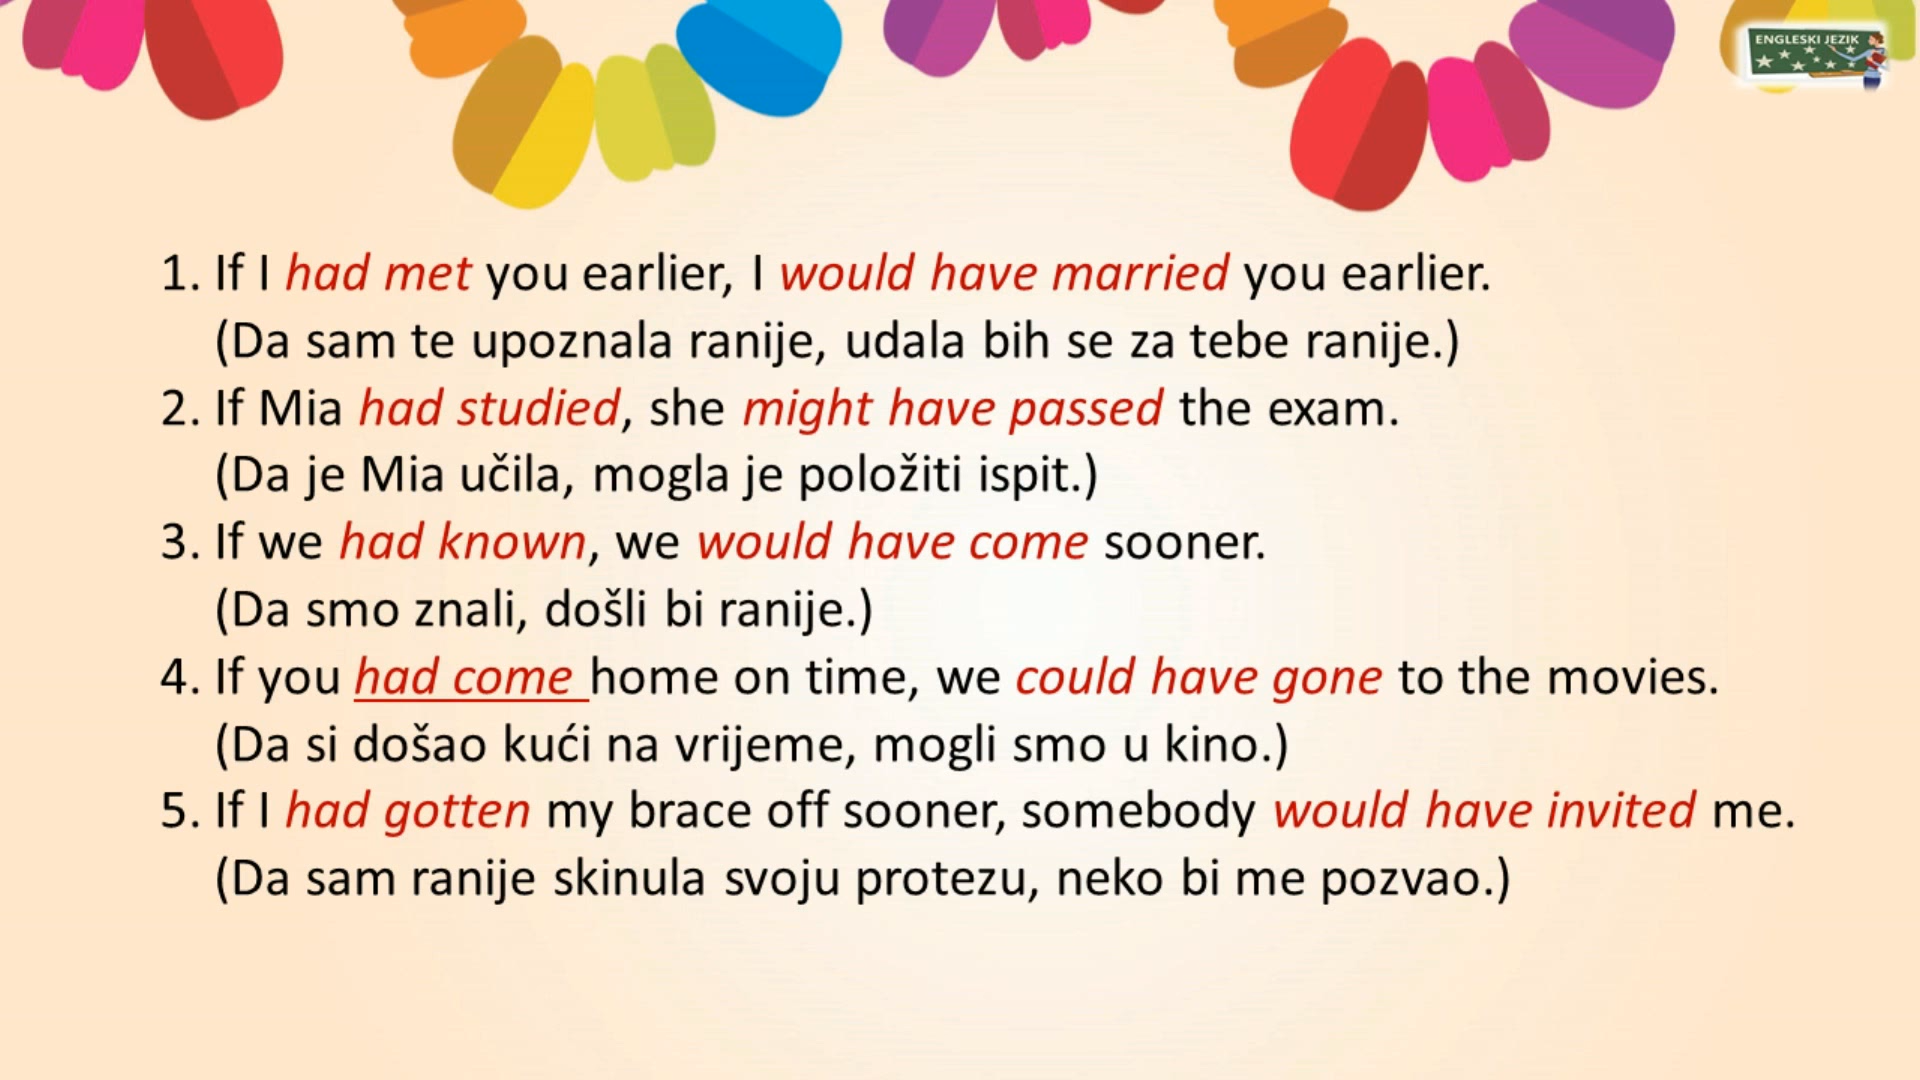 ENGLESKI JEZIK
1. If I had met you earlier, I would have married you earlier.
(Da sam te upoznala ranije, udala bih se za tebe ranije.)
2. If Mia had studied, she might have passed the exam.
(Da je Mia učila, mogla je položiti ispit.)
3. If we had known, we would have come sooner.
(Da smo znali, došli bi ranije.)
4. If you had come home on time, we could have gone to the movies.
(Da si došao kući na vrijeme, mogli smo u kino.)
5. If I had gotten my brace off sooner, somebody would have invited me.
(Da sam ranije skinula svoju protezu, neko bi me pozvao.)